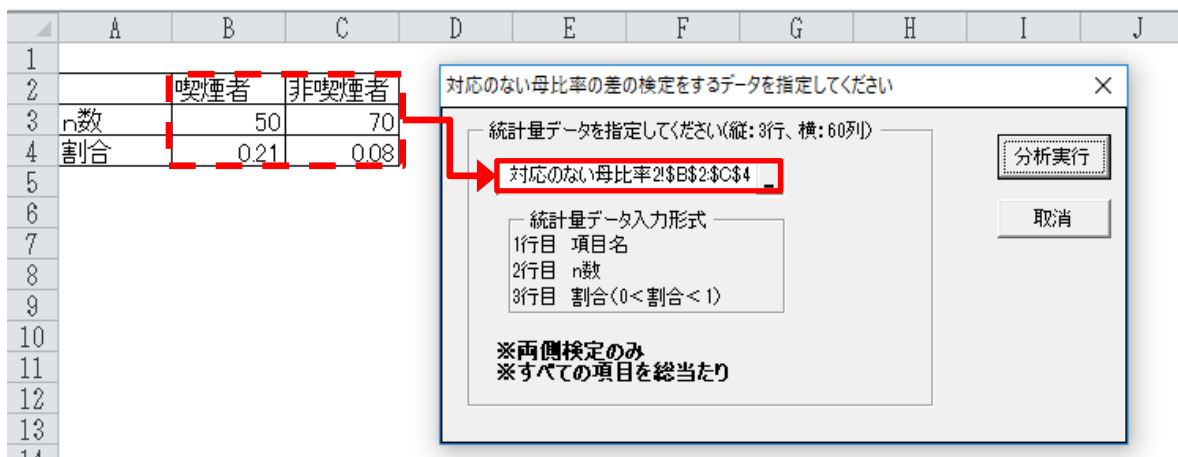 A B C D E F G H I J
1
2 喫煙者 非喫煙者
3 n数 50 70
4 割合 0.21 0.08
5
6
7
8
9
10
11
12
13
14
対応のない母比率の差の検定をするデータを指定してください ×
統計量データを指定してください(縦:3行、横:60列)
対応のない母比率2!$B$2:$C$4 _
分析実行
取消
統計量データ入力形式
1行目 項目名
2行目 n数
3行目 割合(0<割合<1)
※両側検定のみ
※すべての項目を総当たり